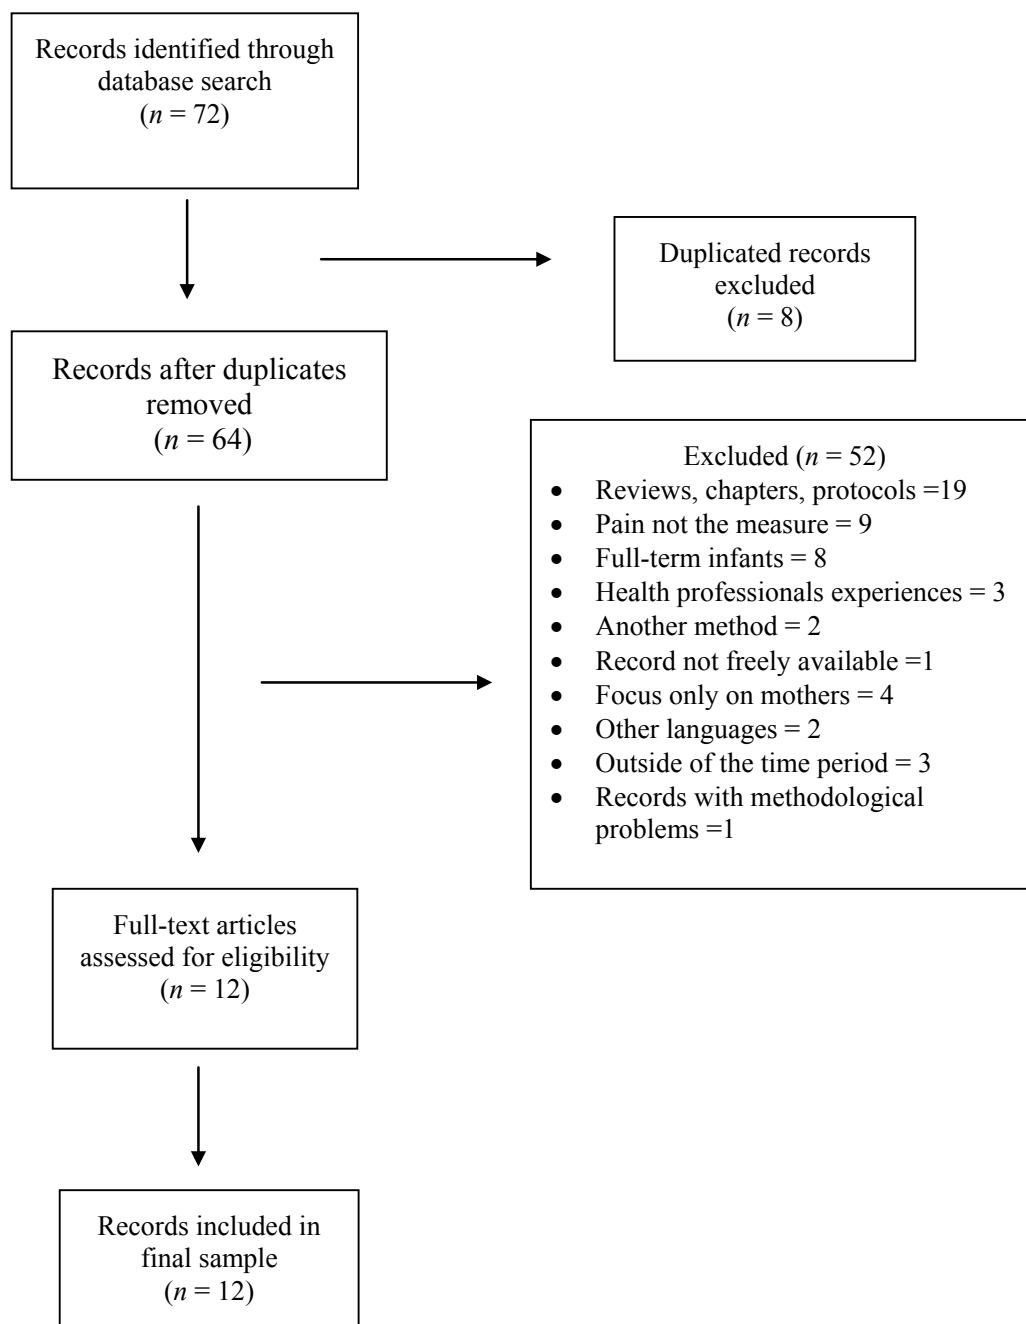 Records identified through
database search
(n = 72)
Duplicated records
excluded
(n = 8)
Records after duplicates
removed
(n = 64)
Excluded (n = 52)
• Reviews, chapters, protocols =19
• Pain not the measure = 9
• Full-term infants = 8
• Health professionals experiences = 3
• Another method = 2
• Record not freely available =1
• Focus only on mothers = 4
• Other languages = 2
• Outside of the time period = 3
• Records with methodological
problems =1
Full-text articles
assessed for eligibility
(n = 12)
Records included in
final sample
(n = 12)